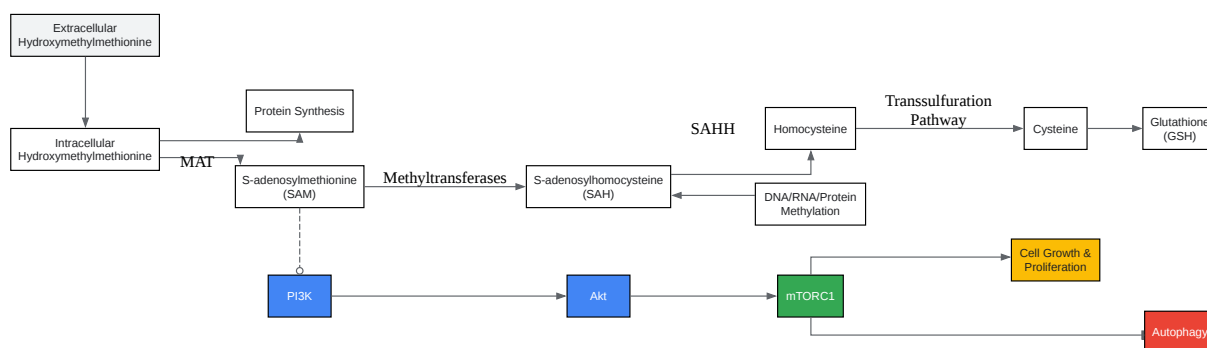 Extracellular
Hydroxymethylmethionine
Protein Synthesis
Intracellular
Hydroxymethylmethionine
MAT
S-adenosylmethionine
(SAM)
Methyltransferases
S-adenosylhomocysteine
(SAH)
SAHH
Homocysteine
Transsulfuration
Pathway
Cysteine
Glutathione
(GSH)
DNA/RNA/Protein
Methylation
PI3K
Akt
mTORC1
Cell Growth &
Proliferation
Autophagy